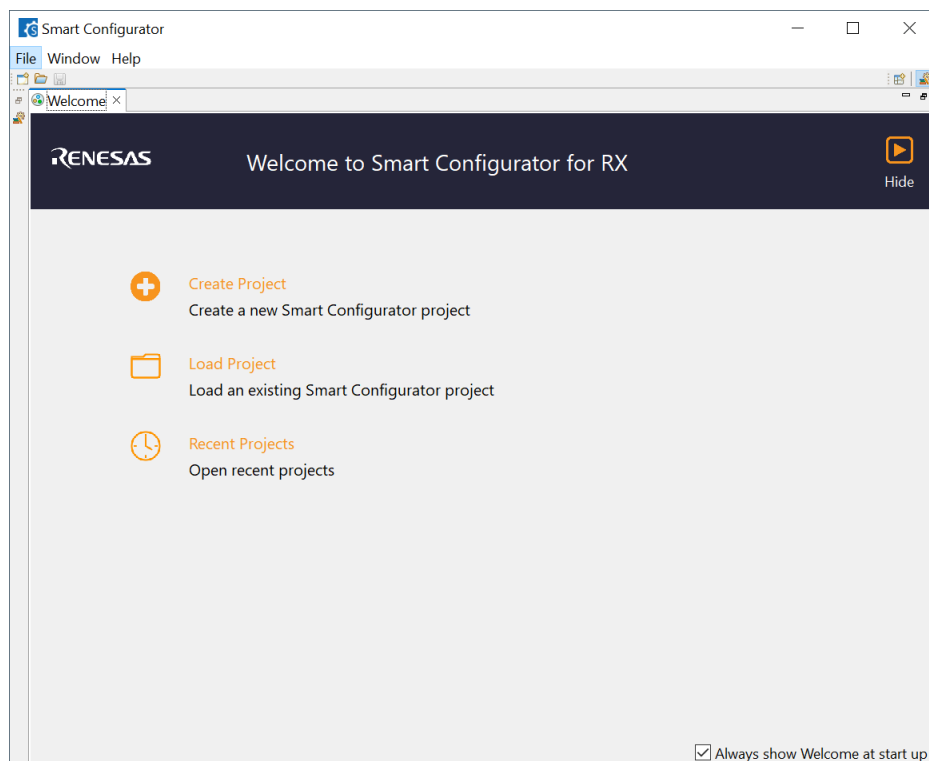 Smart Configurator
File Window Help
Welcome
RENESAS
Welcome to Smart Configurator for RX
Hide
Create Project
Create a new Smart Configurator project
Load Project
Load an existing Smart Configurator project
Recent Projects
Open recent projects
Always show Welcome at start up